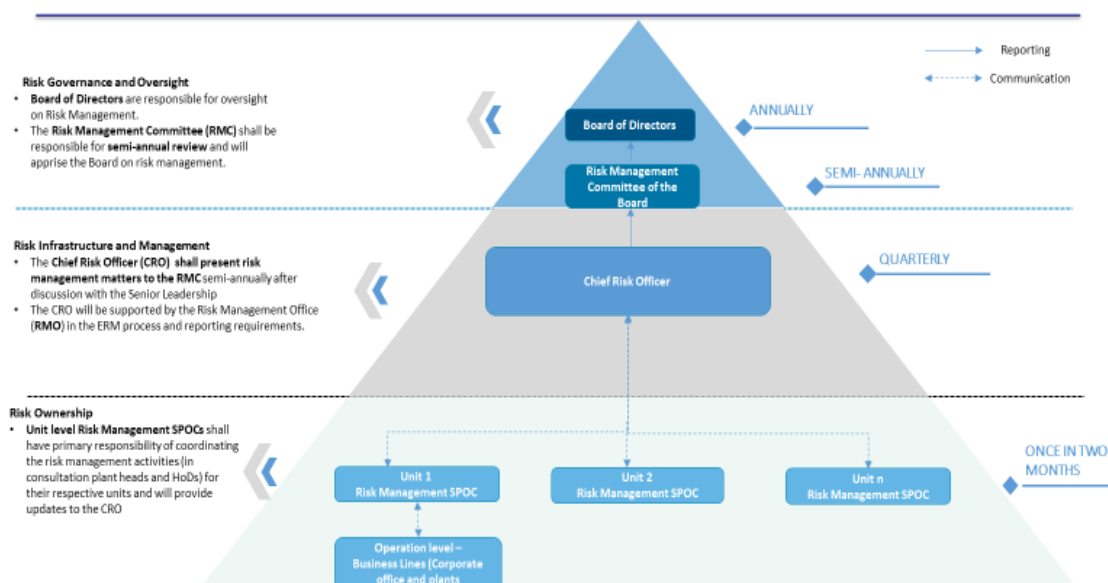 Reporting
Communication
Risk Governance and Oversight
• Board of Directors are responsible for oversight
on Risk Management.
• The Risk Management Committee (RMC) shall be
responsible for semi-annual review and will
apprise the Board on risk management.
Board of Directors
ANNUALLY
Risk Management
Committee of the
Board
SEMI- ANNUALLY
Risk Infrastructure and Management
• The Chief Risk Officer (CRO) shall present risk
management matters to the RMC semi-annually after
discussion with the Senior Leadership
• The CRO will be supported by the Risk Management Office
(RMO) in the ERM process and reporting requirements.
Chief Risk Officer
QUARTERLY
Risk Ownership
• Unit level Risk Management SPOCs shall
have primary responsibility of coordinating
the risk management activities (in
consultation plant heads and HoDs) for
their respective units and will provide
updates to the CRO
Unit 1
Risk Management SPOC
Unit 2
Risk Management SPOC
Unit n
Risk Management SPOC
ONCE IN TWO
MONTHS
Operation level –
Business Lines (Corporate
office and plants